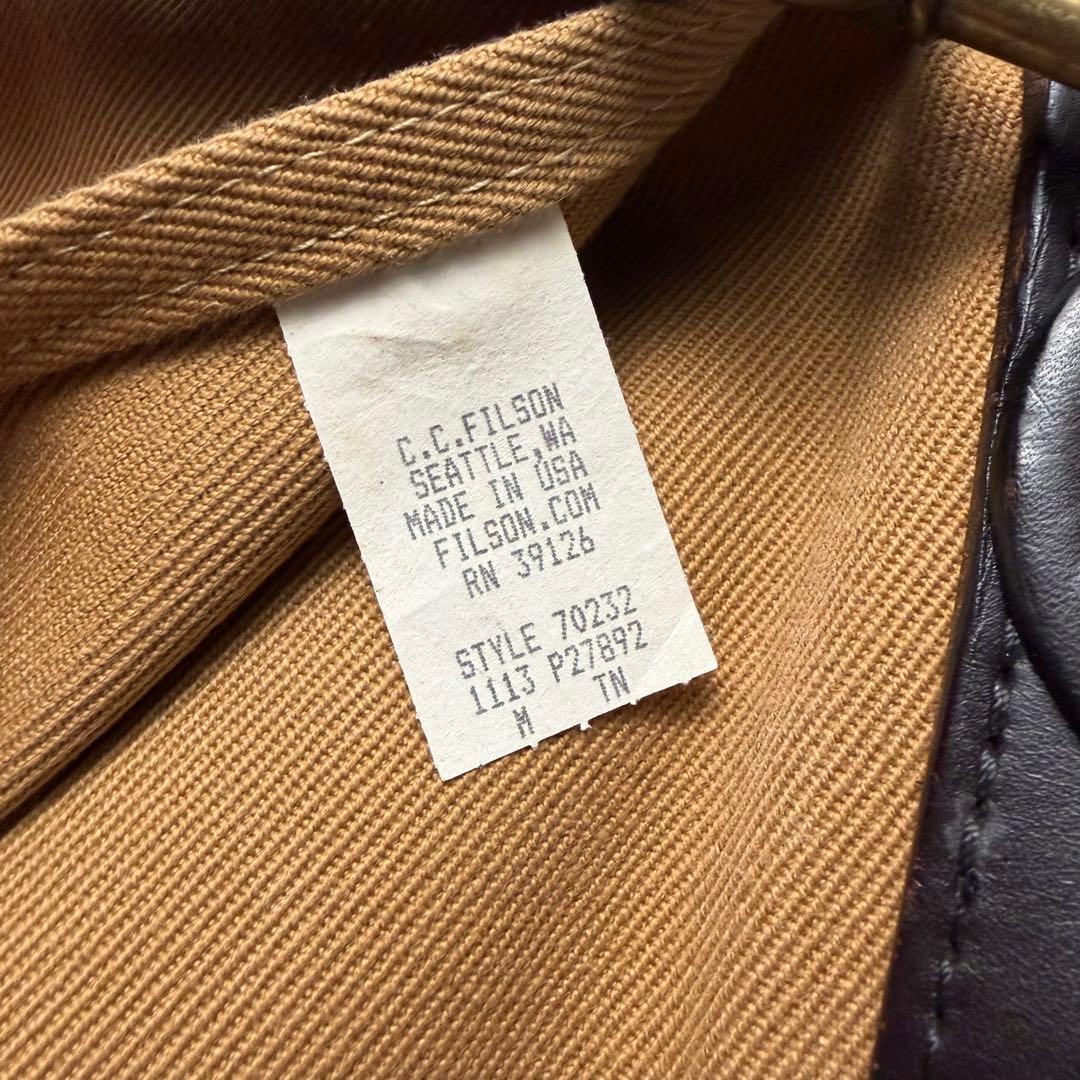 C.C.FILSON
SEATTLE,WA
MADE IN USA
FILSON.COM
RN 39126
STYLE 70232
1113 P27892
M TN